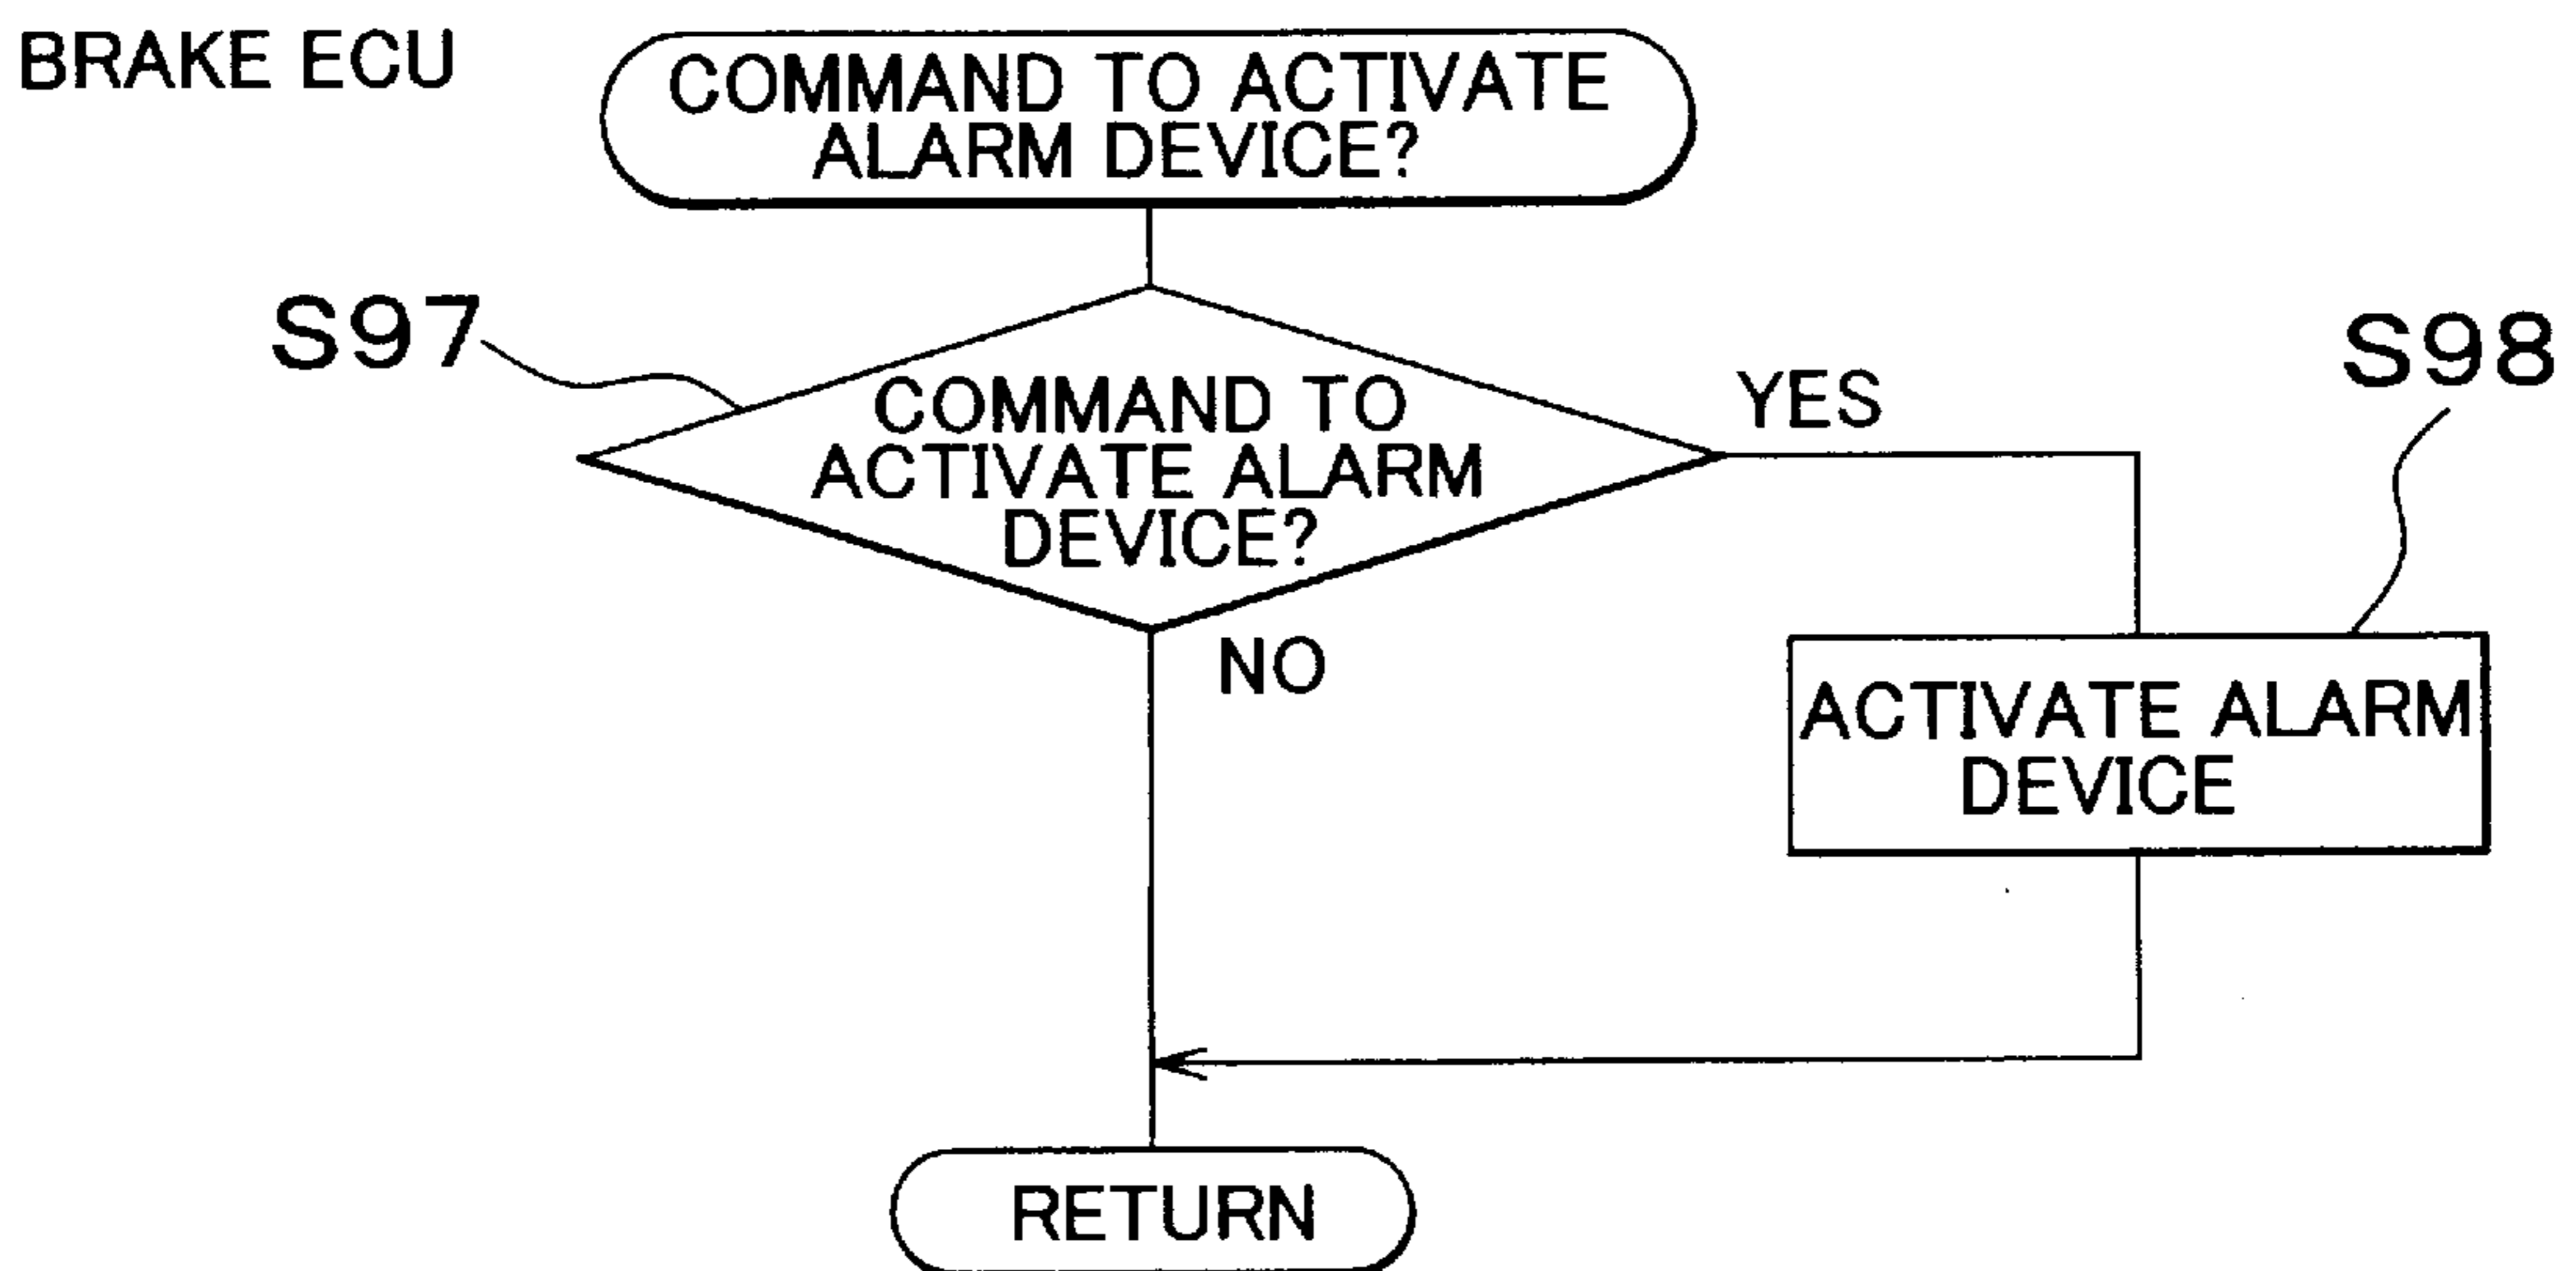 BRAKE ECU
COMMAND TO ACTIVATE
ALARM DEVICE?
S97
COMMAND TO
ACTIVATE ALARM
DEVICE?
YES
S98
NO
ACTIVATE ALARM
DEVICE
RETURN